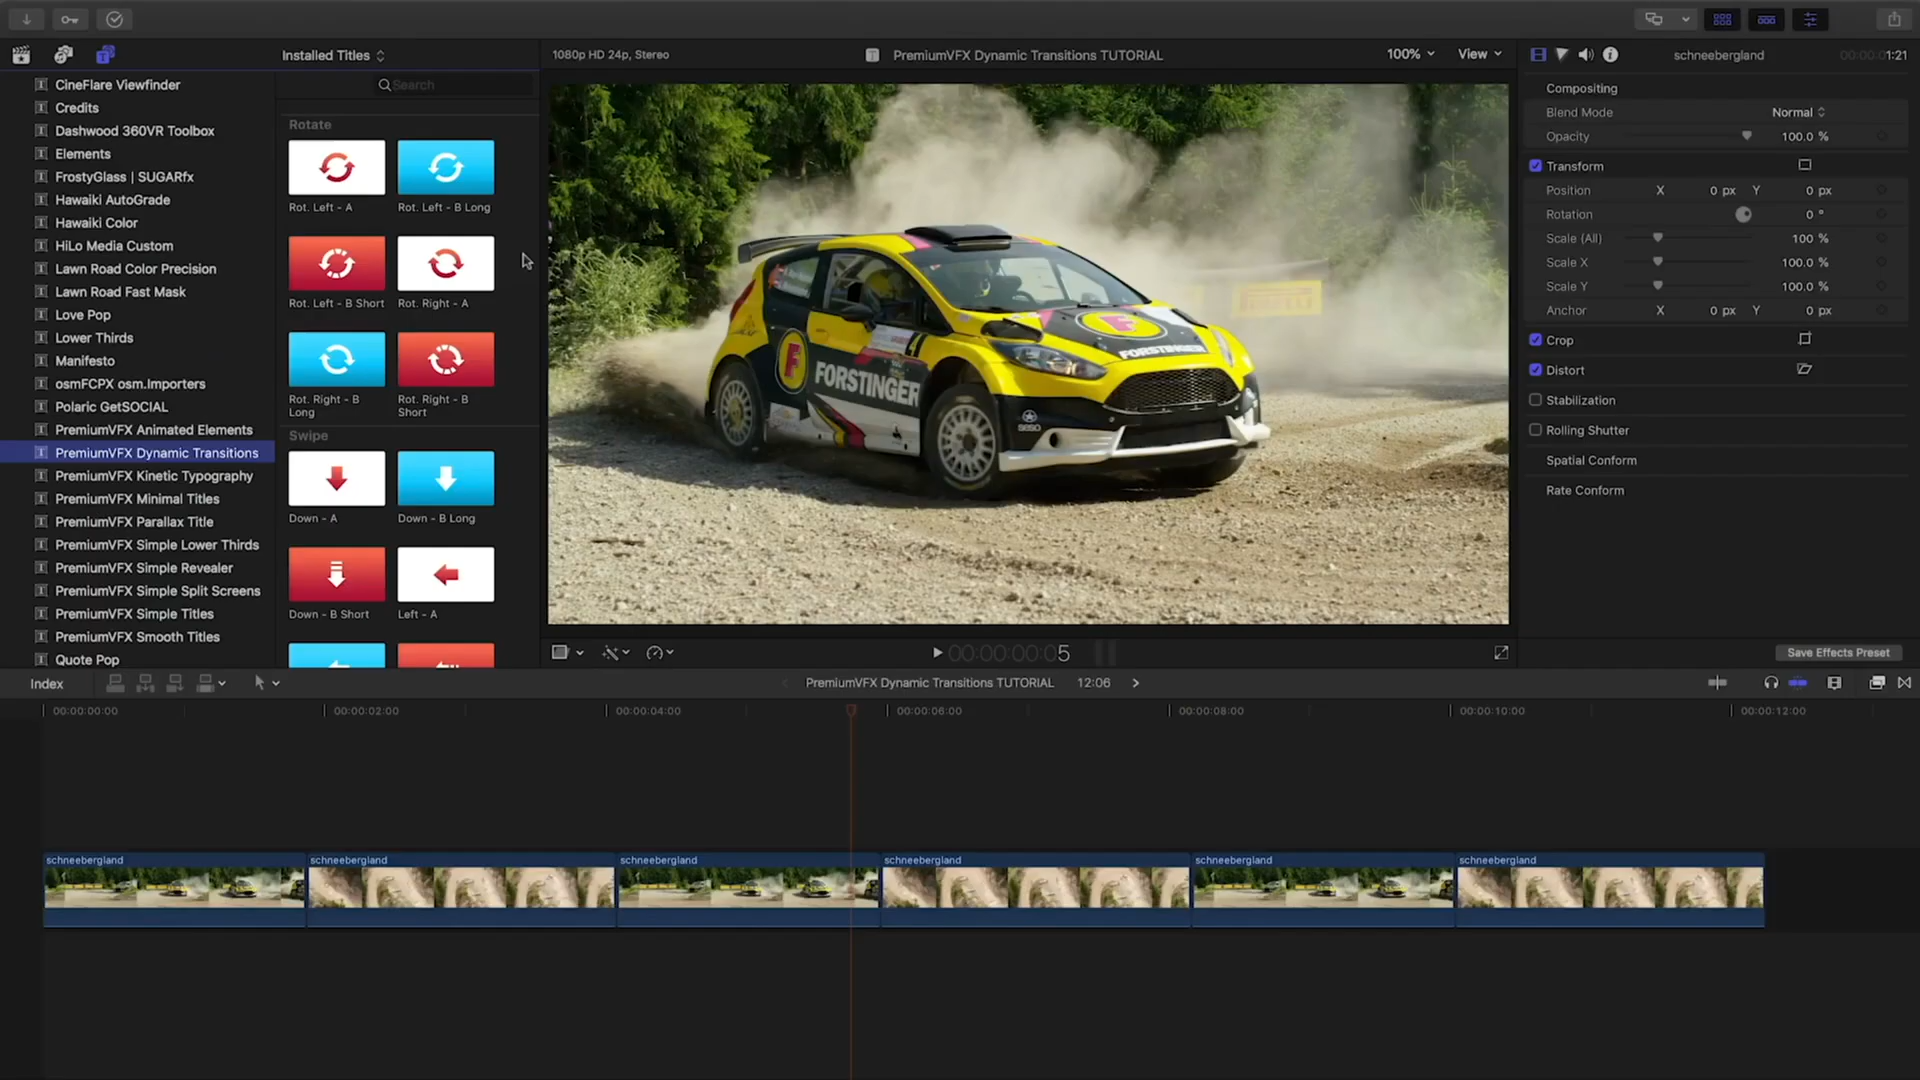 Installed Titles
1080p HD 24p, Stereo
PremiumVFX Dynamic Transitions TUTORIAL
100%
View
schneebergland
00:00:00:01:21
CineFlare Viewfinder
Credits
Dashwood 360VR Toolbox
Elements
FrostyGlass | SUGARfx
Hawaiki AutoGrade
Hawaiki Color
HiLo Media Custom
Lawn Road Color Precision
Lawn Road Fast Mask
Love Pop
Lower Thirds
Manifesto
osmFCPX osm.Importers
Polaric GetSOCIAL
PremiumVFX Animated Elements
PremiumVFX Dynamic Transitions
PremiumVFX Kinetic Typography
PremiumVFX Minimal Titles
PremiumVFX Parallax Title
PremiumVFX Simple Lower Thirds
PremiumVFX Simple Revealer
PremiumVFX Simple Split Screens
PremiumVFX Simple Titles
PremiumVFX Smooth Titles
Quote Pop
Search
Rotate
Rot. Left - A
Rot. Left - B Long
Rot. Left - B Short
Rot. Right - A
Rot. Right - B
Long
Rot. Right - B
Short
Swipe
Down - A
Down - B Long
Down - B Short
Left - A
F
FORSTINGER
4
F
FORSTINGER
Compositing
Blend Mode
Normal
Opacity
100.0 %
Transform
Position X 0 px Y 0 px
Rotation 0 °
Scale (All) 100 %
Scale X 100.0 %
Scale Y 100.0 %
Anchor X 0 px Y 0 px
Crop
Distort
Stabilization
Rolling Shutter
Spatial Conform
Rate Conform
Save Effects Preset
00:00:00:05
Index
PremiumVFX Dynamic Transitions TUTORIAL
12:06
00:00:00:00
00:00:02:00
00:00:04:00
00:00:06:00
00:00:08:00
00:00:10:00
00:00:12:00
schneebergland
schneebergland
schneebergland
schneebergland
schneebergland
schneebergland